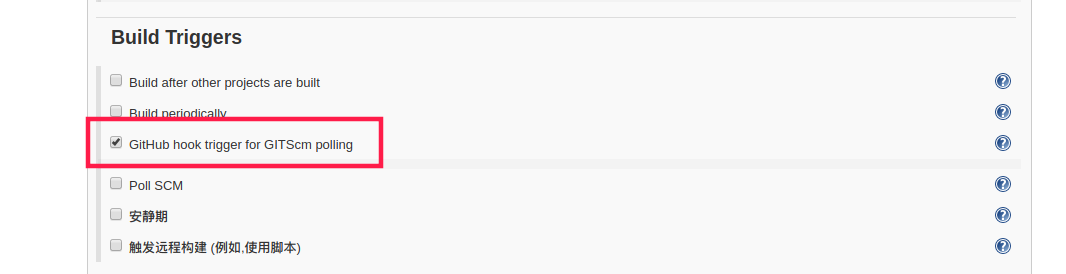 Build Triggers
Build after other projects are built
Build periodically
GitHub hook trigger for GITScm polling
Poll SCM
安静期
触发远程构建 (例如,使用脚本)